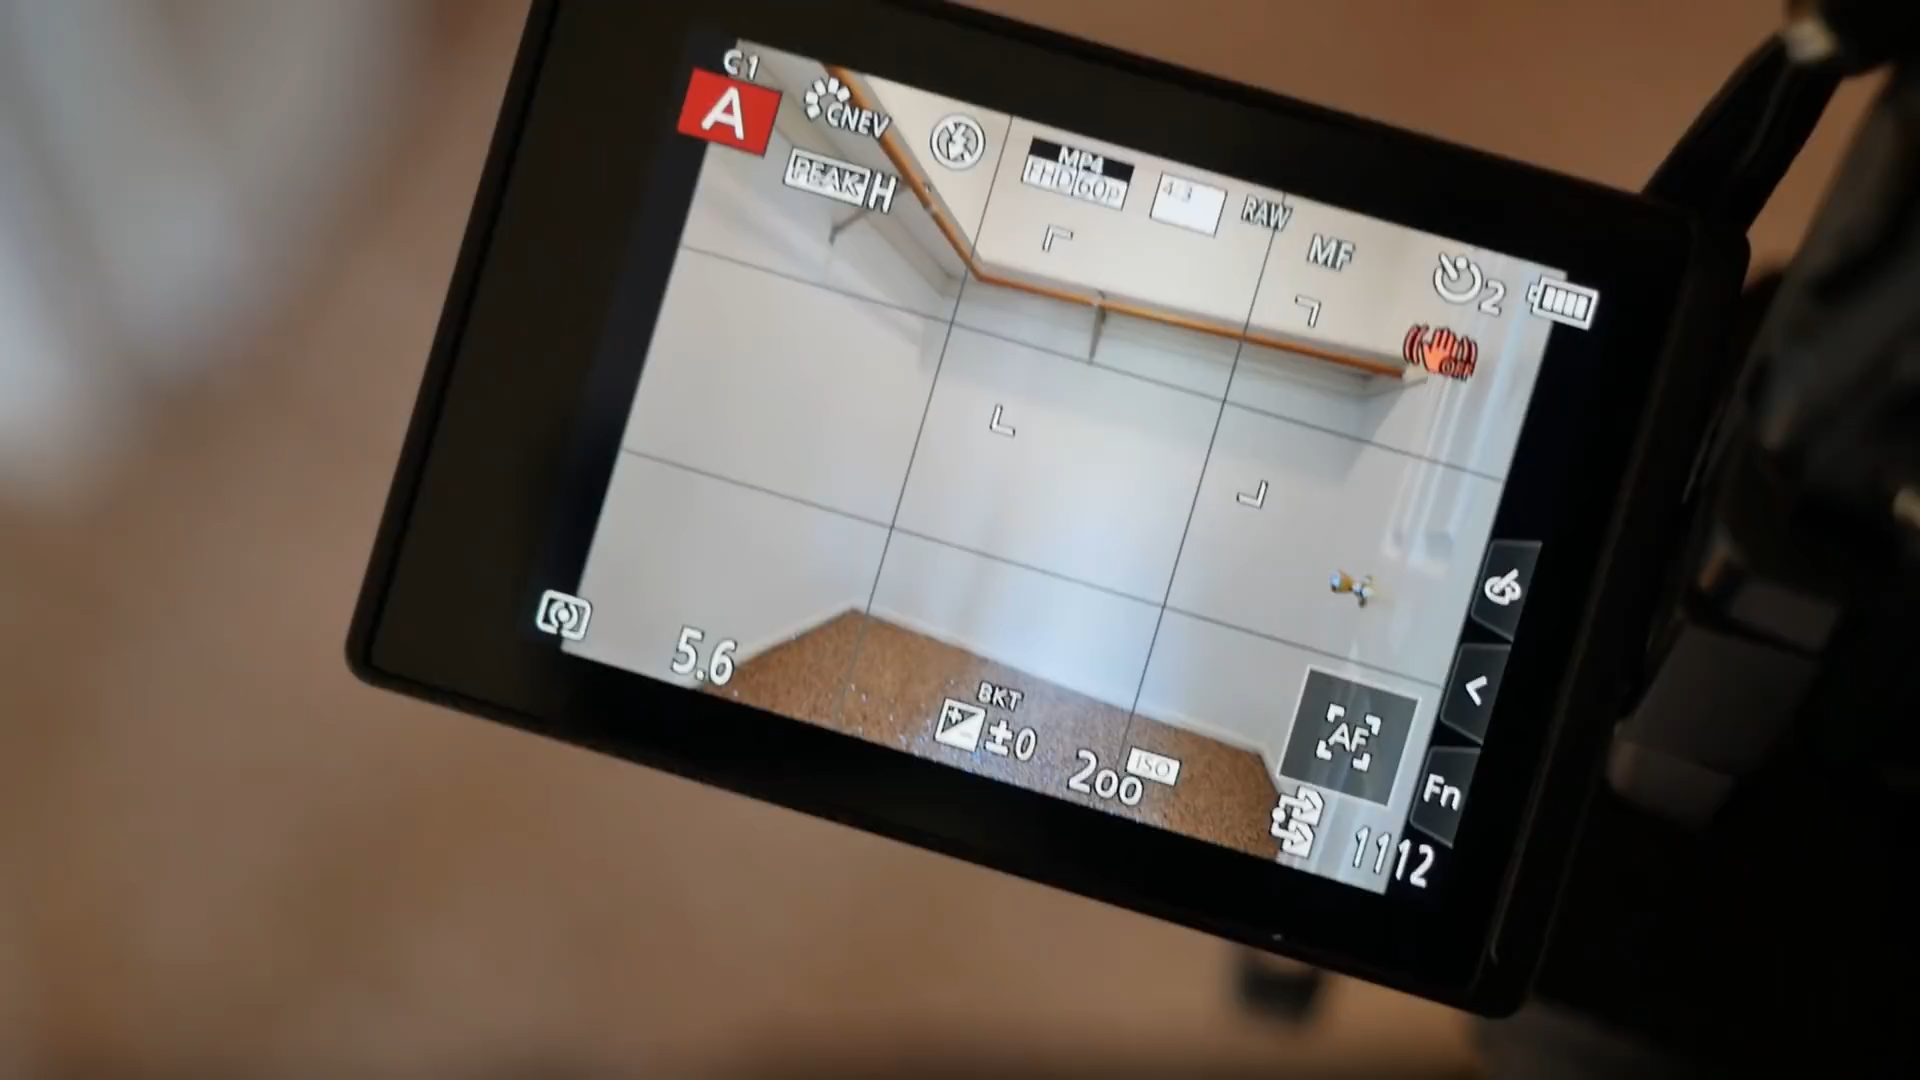 C1
A
CNEV
PEAK H
MP4
FHD 60p
4:3
RAW
MF
2
OFF
5.6
BKT
±0
200 ISO
AF
<
Fn
1112